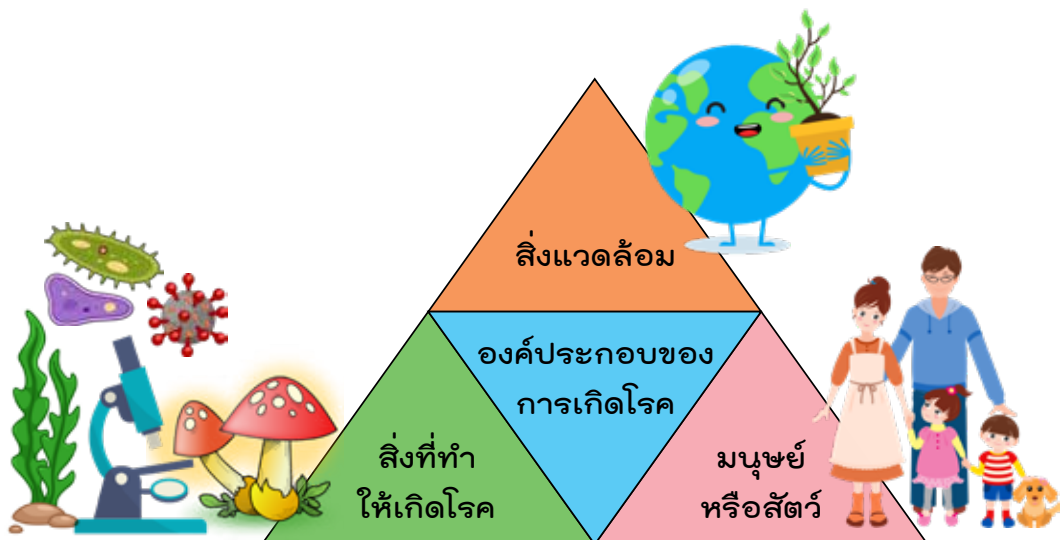 สิ่งแวดล้อม
องค์ประกอบของ
การเกิดโรค
สิ่งที่ทำ
ให้เกิดโรค
มนุษย์
หรือสัตว์